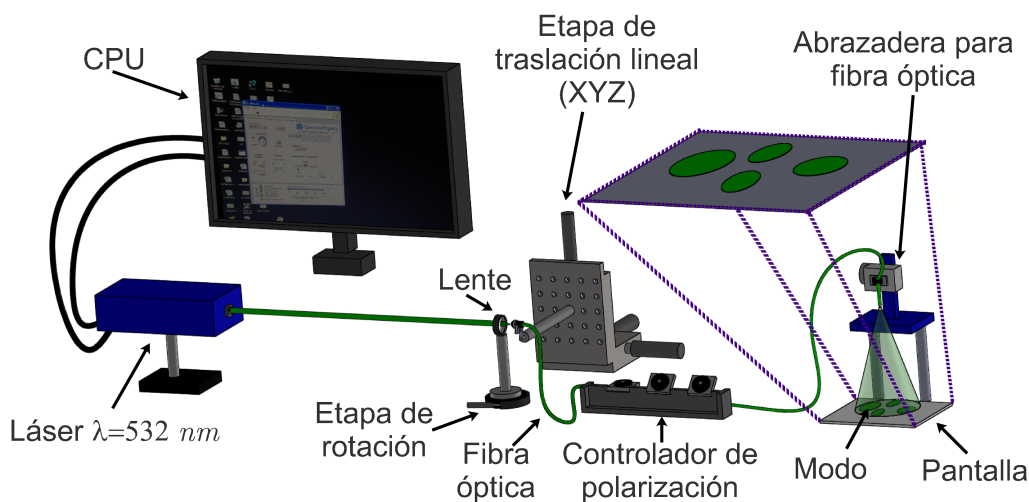 CPU
Etapa de
traslación lineal
(XYZ)
Abrazadera para
fibra óptica
Lente
Láser λ=532 nm
Etapa de
rotación
Fibra
óptica
Controlador de
polarización
Modo
Pantalla